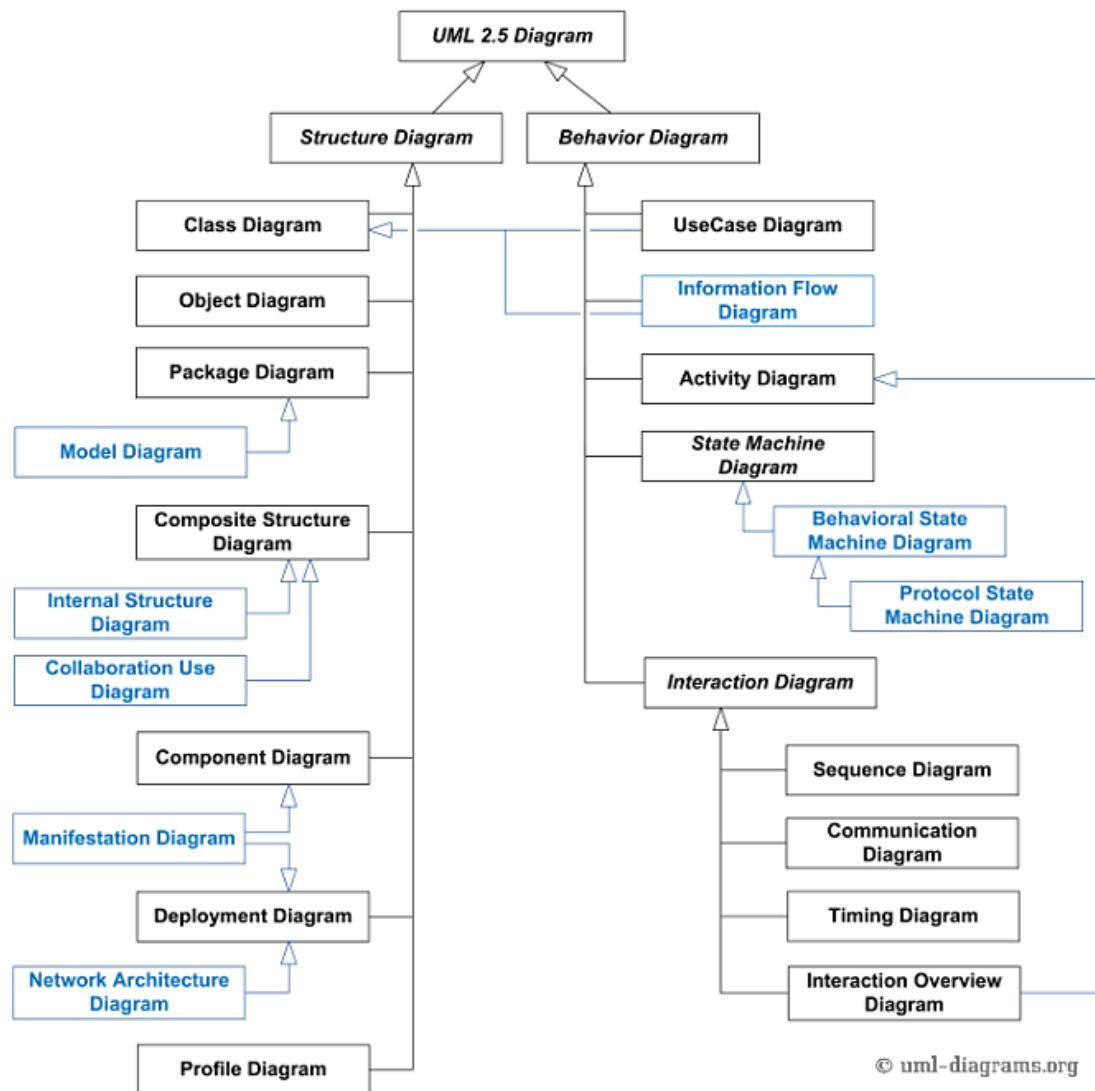 UML 2.5 Diagram
Structure Diagram
Behavior Diagram
Class Diagram
UseCase Diagram
Object Diagram
Information Flow
Diagram
Package Diagram
Activity Diagram
Model Diagram
State Machine
Diagram
Composite Structure
Diagram
Behavioral State
Machine Diagram
Internal Structure
Diagram
Protocol State
Machine Diagram
Collaboration Use
Diagram
Interaction Diagram
Component Diagram
Sequence Diagram
Manifestation Diagram
Communication
Diagram
Deployment Diagram
Timing Diagram
Network Architecture
Diagram
Interaction Overview
Diagram
Profile Diagram
© uml-diagrams.org